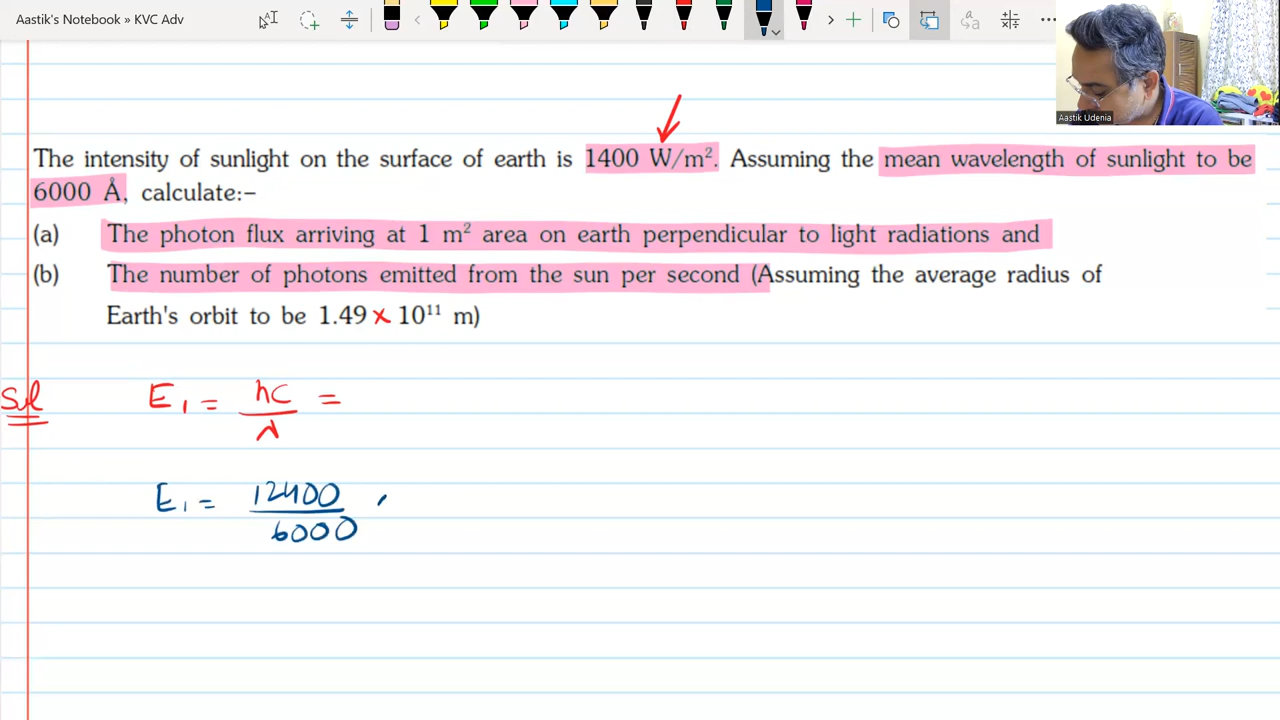 Aastik's Notebook » KVC Adv
Aastik Udenia
The intensity of sunlight on the surface of earth is 1400 W/m². Assuming the mean wavelength of sunlight to be
6000 Å, calculate:–
(a) The photon flux arriving at 1 m² area on earth perpendicular to light radiations and
(b) The number of photons emitted from the sun per second (Assuming the average radius of
Earth's orbit to be 1.49 × 10¹¹ m)
Sol E₁ = hc/λ =
E₁ = 12400/6000